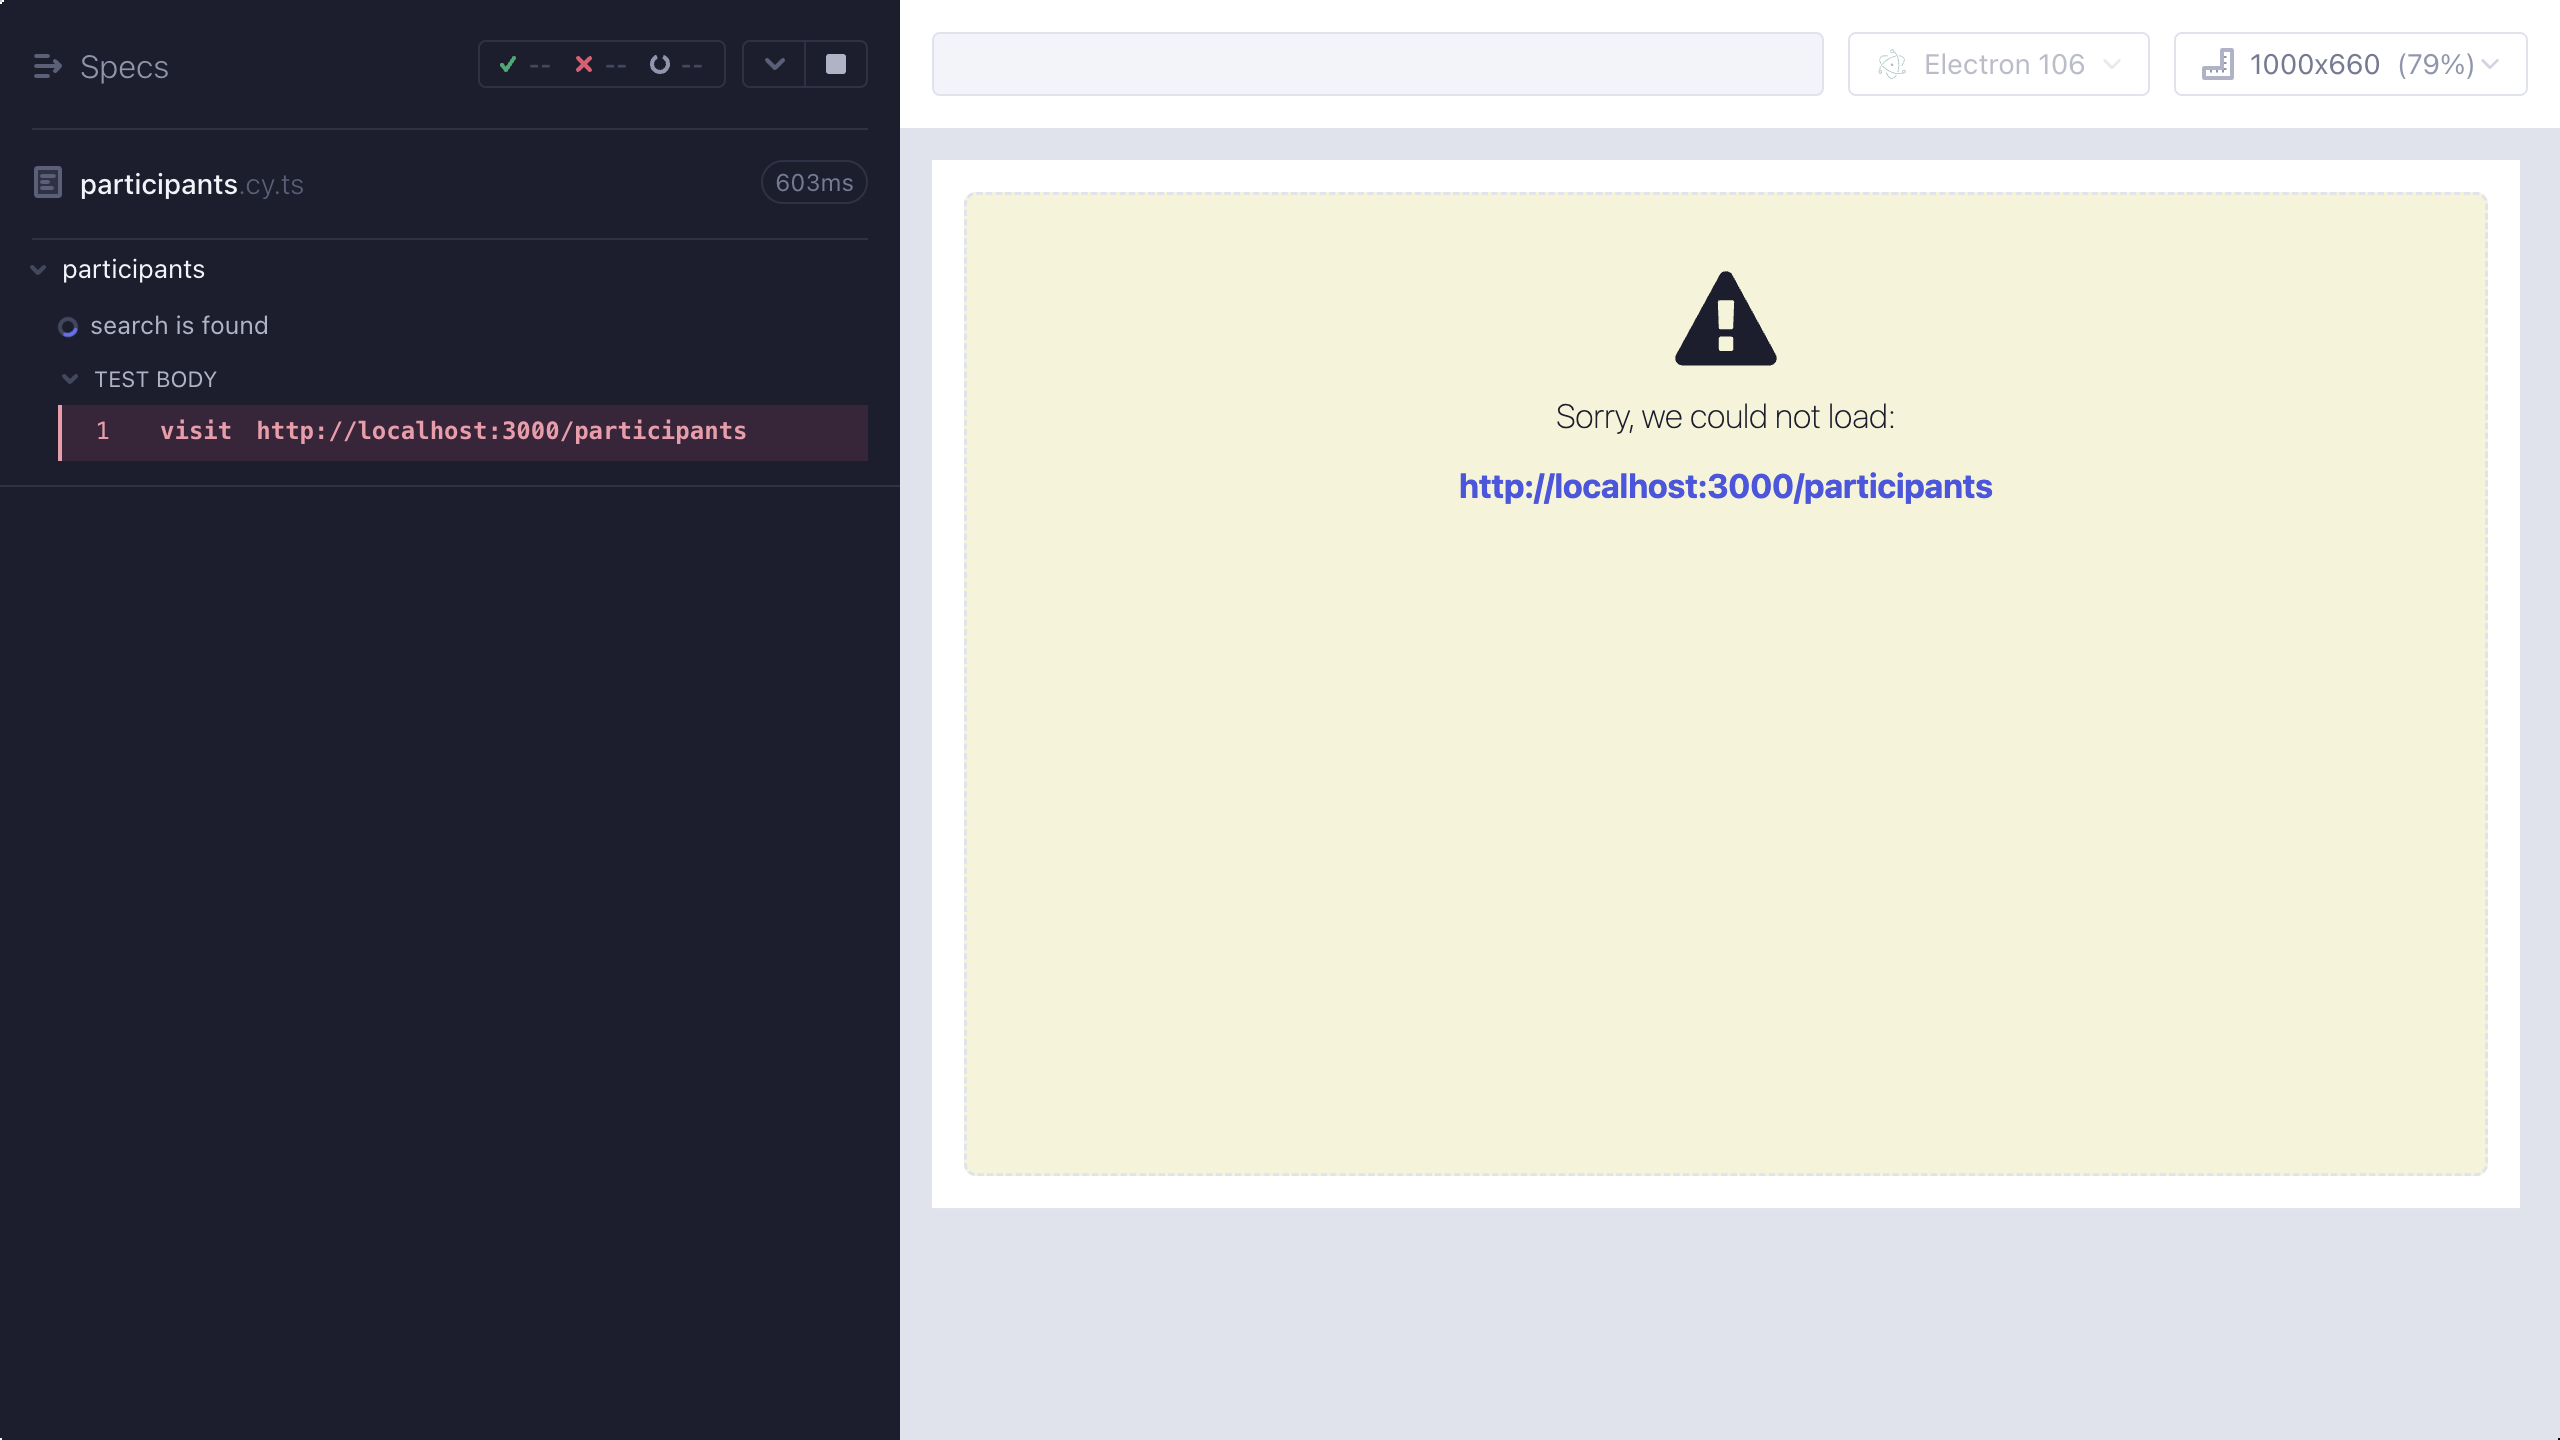 Specs
-- -- --
participants.cy.ts
603ms
participants
search is found
TEST BODY
1 visit http://localhost:3000/participants
Electron 106
1000x660 (79%)
Sorry, we could not load:
http://localhost:3000/participants